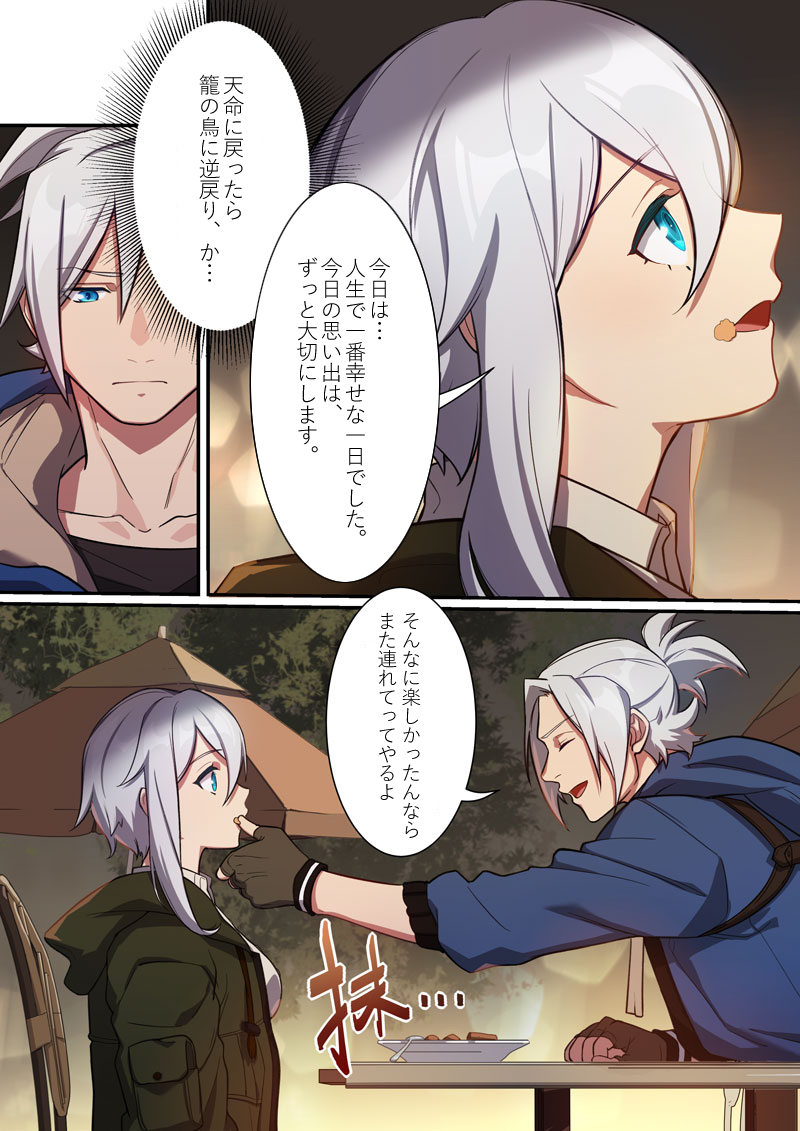 天命に戻ったら
籠の鳥に逆戻り、か…
今日は…
人生で一番幸せな一日でした。
今日の思い出は、
ずっと大切にします。
そんなに楽しかったんなら
また連れてってやるよ
抹…